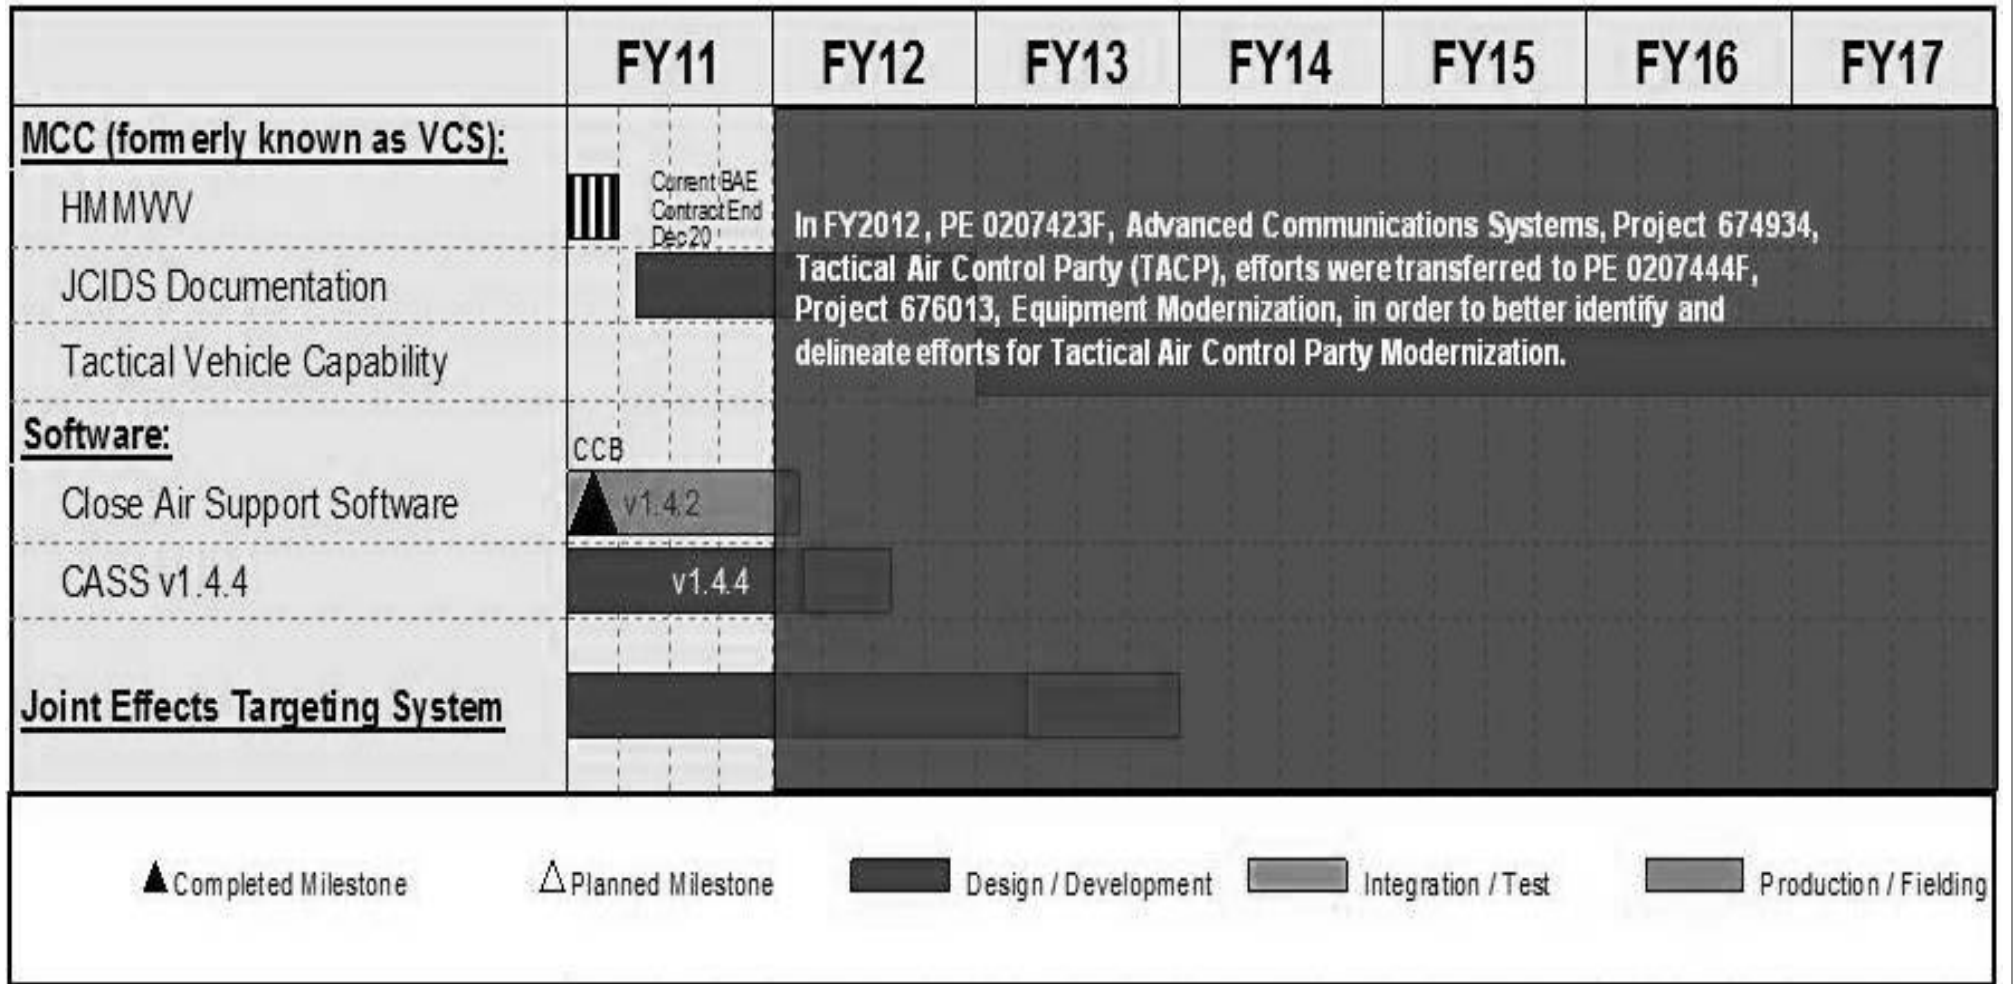 FY11 FY12 FY13 FY14 FY15 FY16 FY17
MCC (formerly known as VCS):
HMMWV
Current BAE
Contract End
Dec20
JCIDS Documentation
Tactical Vehicle Capability
In FY2012, PE 0207423F, Advanced Communications Systems, Project 674934,
Tactical Air Control Party (TACP), efforts were transferred to PE 0207444F,
Project 676013, Equipment Modernization, in order to better identify and
delineate efforts for Tactical Air Control Party Modernization.
Software:
CCB
Close Air Support Software
v1.4.2
CASS v1.4.4
v1.4.4
Joint Effects Targeting System
Completed Milestone
Planned Milestone
Design / Development
Integration / Test
Production / Fielding